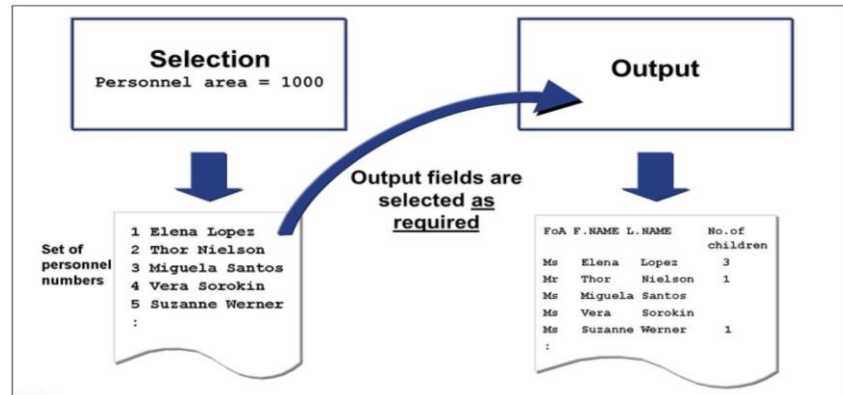 Selection
Personnel area = 1000
Output
Output fields are
selected as
required
Set of
personnel
numbers
1 Elena Lopez
2 Thor Nielson
3 Miguela Santos
4 Vera Sorokin
5 Suzanne Werner
:
FoA F.NAME L.NAME No.of
children
Ms Elena Lopez 3
Mr Thor Nielson 1
Ms Miguela Santos
Ms Vera Sorokin
Ms Suzanne Werner 1
: